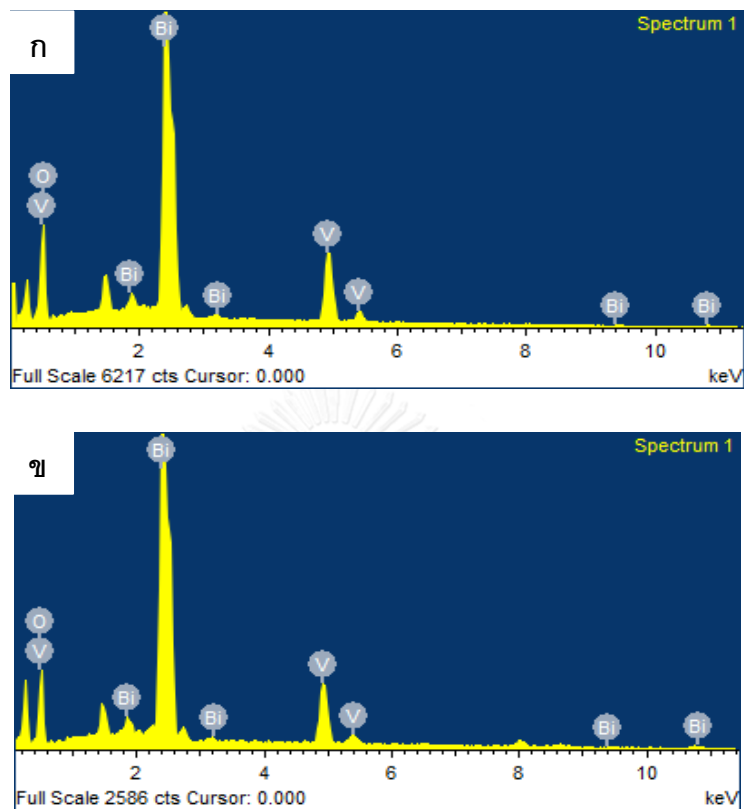 ก
Spectrum 1
Bi
O
V
Bi
Bi
V
V
Bi
Bi
2 4 6 8 10
Full Scale 6217 cts Cursor: 0.000 keV
ข
Spectrum 1
Bi
O
V
Bi
Bi
V
V
Bi
Bi
2 4 6 8 10
Full Scale 2586 cts Cursor: 0.000 keV